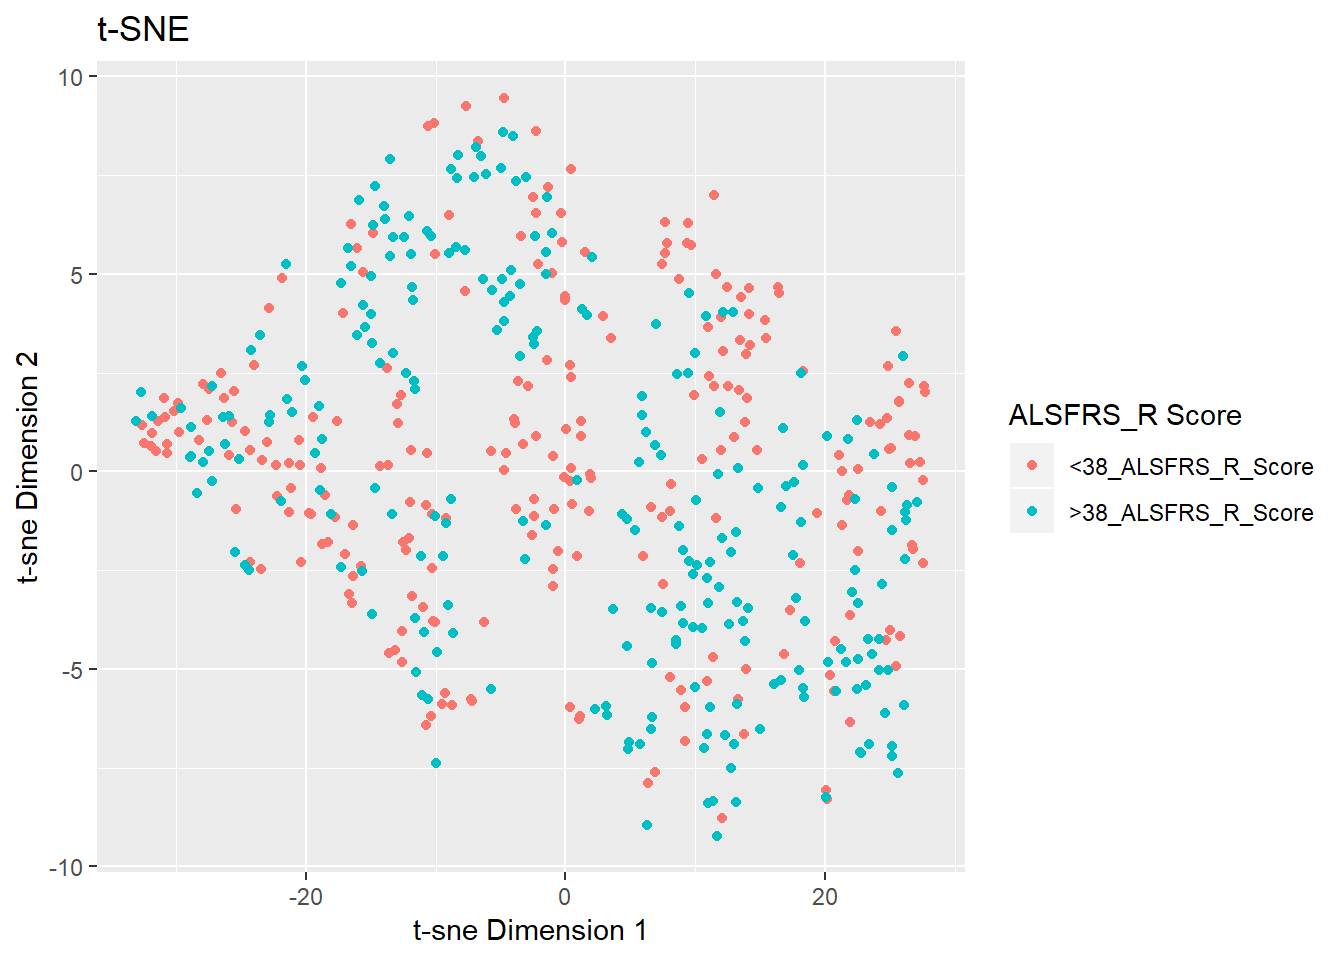 t-SNE
10
5
0
-5
-10
-20
0
20
t-sne Dimension 1
t-sne Dimension 2
ALSFRS_R Score
<38_ALSFRS_R_Score
>38_ALSFRS_R_Score